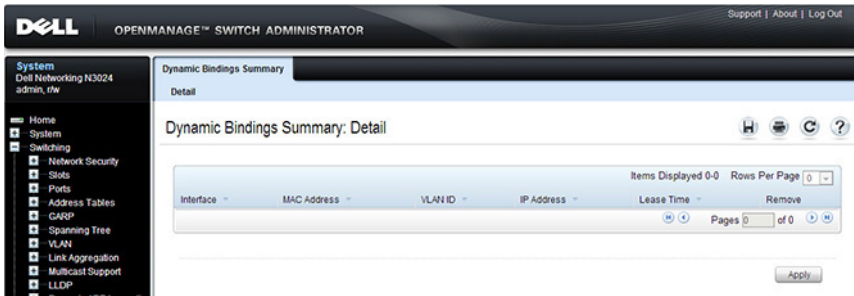 Support | About | Log Out
DELL OPENMANAGE™ SWITCH ADMINISTRATOR
System
Dell Networking N3024
admin, r/w
Home
System
Switching
Network Security
Slots
Ports
Address Tables
GARP
Spanning Tree
VLAN
Link Aggregation
Multicast Support
LLDP
Dynamic Bindings Summary
Detail
Dynamic Bindings Summary: Detail
Items Displayed 0-0 Rows Per Page 0
Interface MAC Address VLAN ID IP Address Lease Time Remove
Pages 0 of 0
Apply